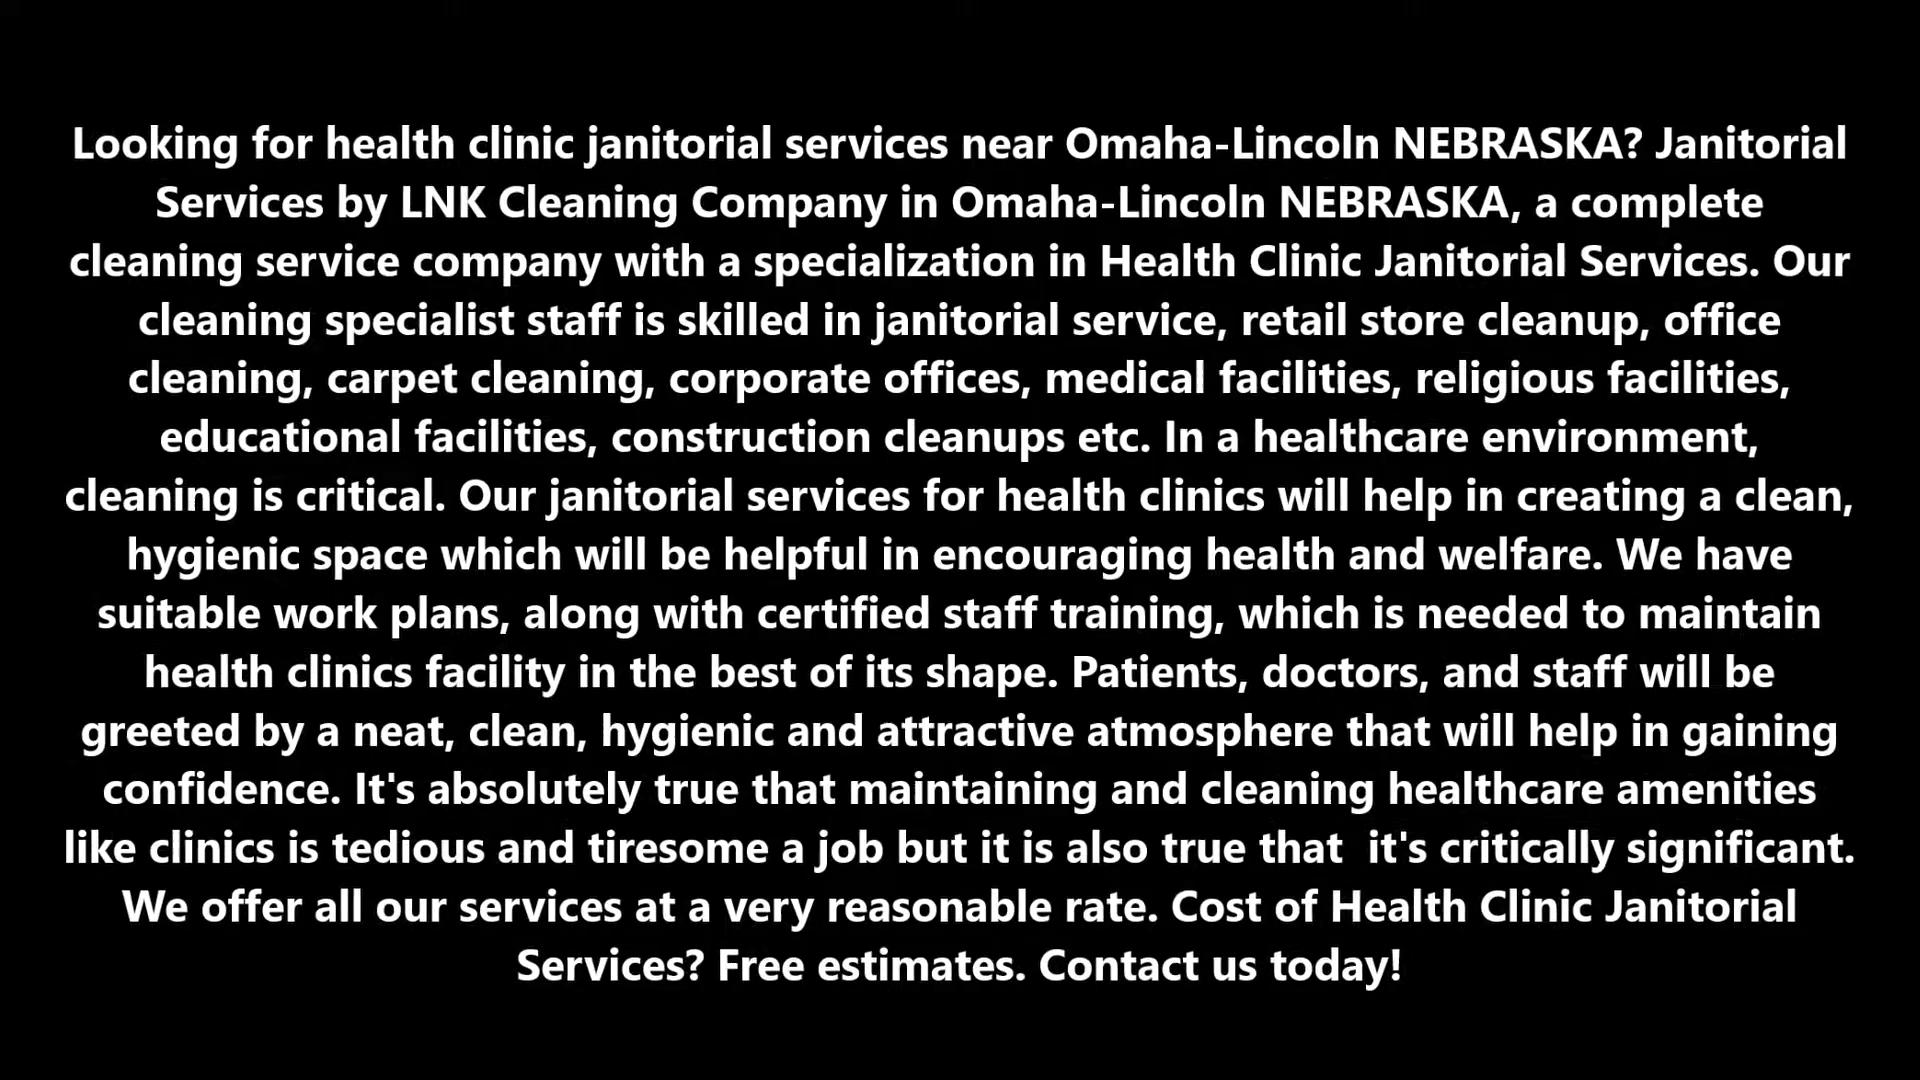 Looking for health clinic janitorial services near Omaha-Lincoln NEBRASKA? Janitorial
Services by LNK Cleaning Company in Omaha-Lincoln NEBRASKA, a complete
cleaning service company with a specialization in Health Clinic Janitorial Services. Our
cleaning specialist staff is skilled in janitorial service, retail store cleanup, office
cleaning, carpet cleaning, corporate offices, medical facilities, religious facilities,
educational facilities, construction cleanups etc. In a healthcare environment,
cleaning is critical. Our janitorial services for health clinics will help in creating a clean,
hygienic space which will be helpful in encouraging health and welfare. We have
suitable work plans, along with certified staff training, which is needed to maintain
health clinics facility in the best of its shape. Patients, doctors, and staff will be
greeted by a neat, clean, hygienic and attractive atmosphere that will help in gaining
confidence. It's absolutely true that maintaining and cleaning healthcare amenities
like clinics is tedious and tiresome a job but it is also true that  it's critically significant.
We offer all our services at a very reasonable rate. Cost of Health Clinic Janitorial
Services? Free estimates. Contact us today!